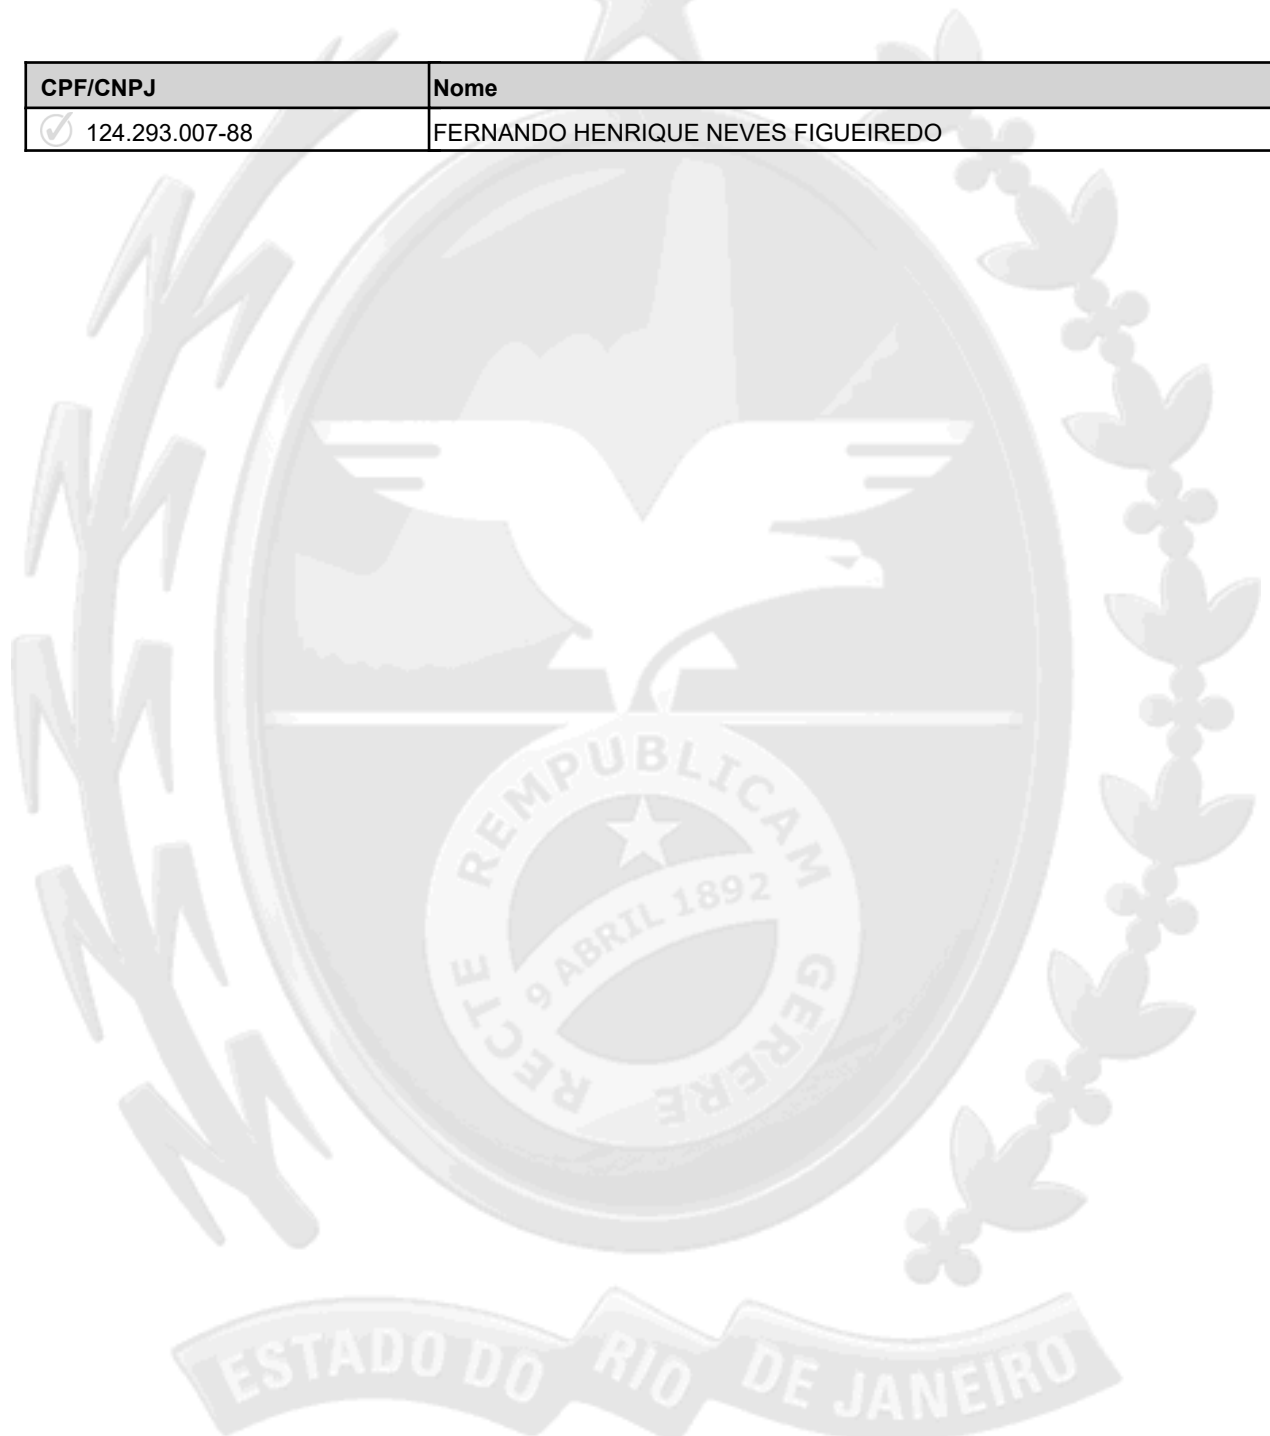 CPF/CNPJ Nome
124.293.007-88 FERNANDO HENRIQUE NEVES FIGUEIREDO
REMPUBLICAM
9 ABRIL 1892
RECTE GERERE
ESTADO DO RIO DE JANEIRO